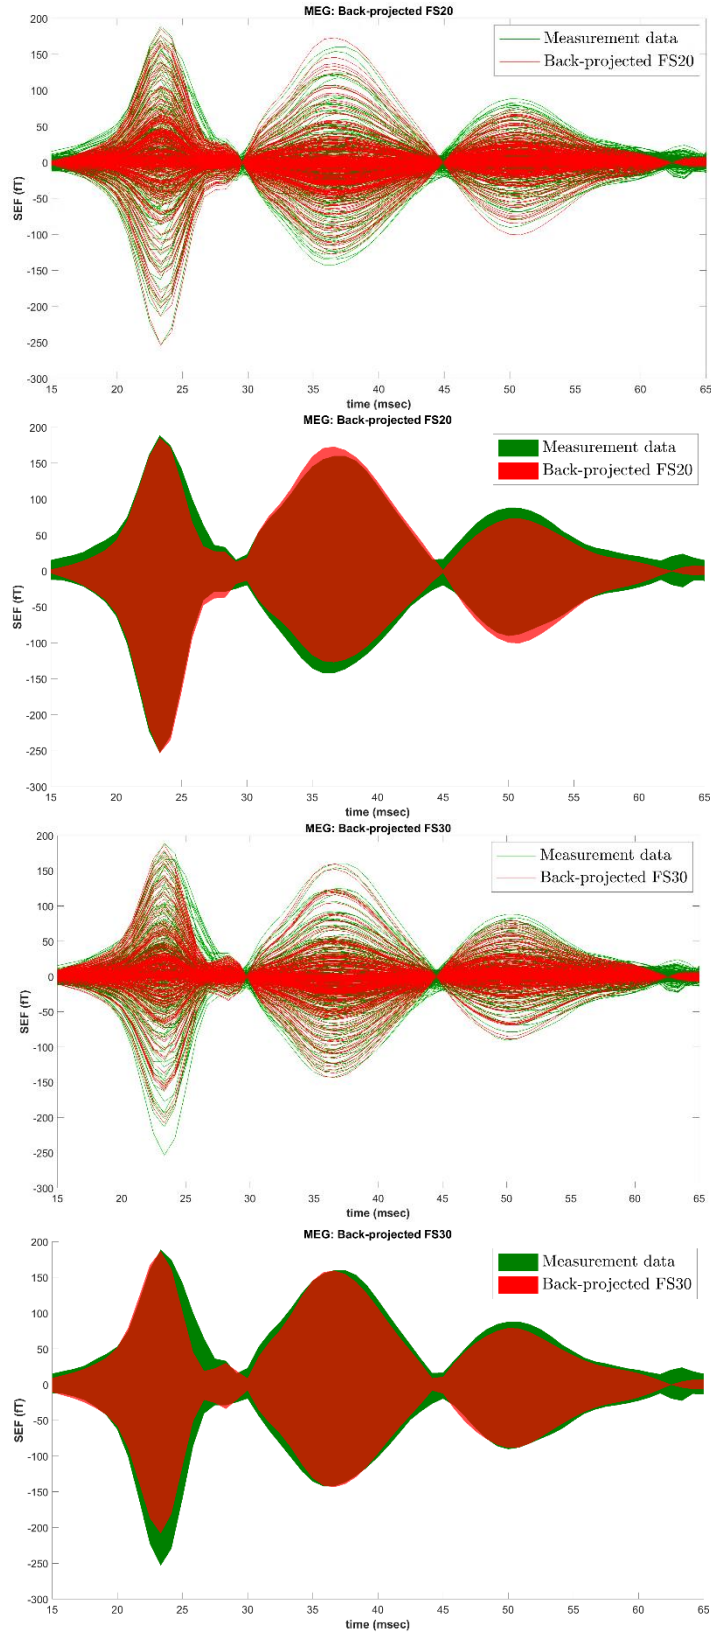 MEG: Back-projected FS20
200
150
100
50
0
-50
-100
-150
-200
-250
-300
SEF (fT)
Measurement data
Back-projected FS20
15 20 25 30 35 40 45 50 55 60 65
time (msec)
MEG: Back-projected FS20
200
150
100
50
0
-50
-100
-150
-200
-250
-300
SEF (fT)
Measurement data
Back-projected FS20
15 20 25 30 35 40 45 50 55 60 65
time (msec)
MEG: Back-projected FS30
200
150
100
50
0
-50
-100
-150
-200
-250
-300
SEF (fT)
Measurement data
Back-projected FS30
15 20 25 30 35 40 45 50 55 60 65
time (msec)
MEG: Back-projected FS30
200
150
100
50
0
-50
-100
-150
-200
-250
-300
SEF (fT)
Measurement data
Back-projected FS30
15 20 25 30 35 40 45 50 55 60 65
time (msec)